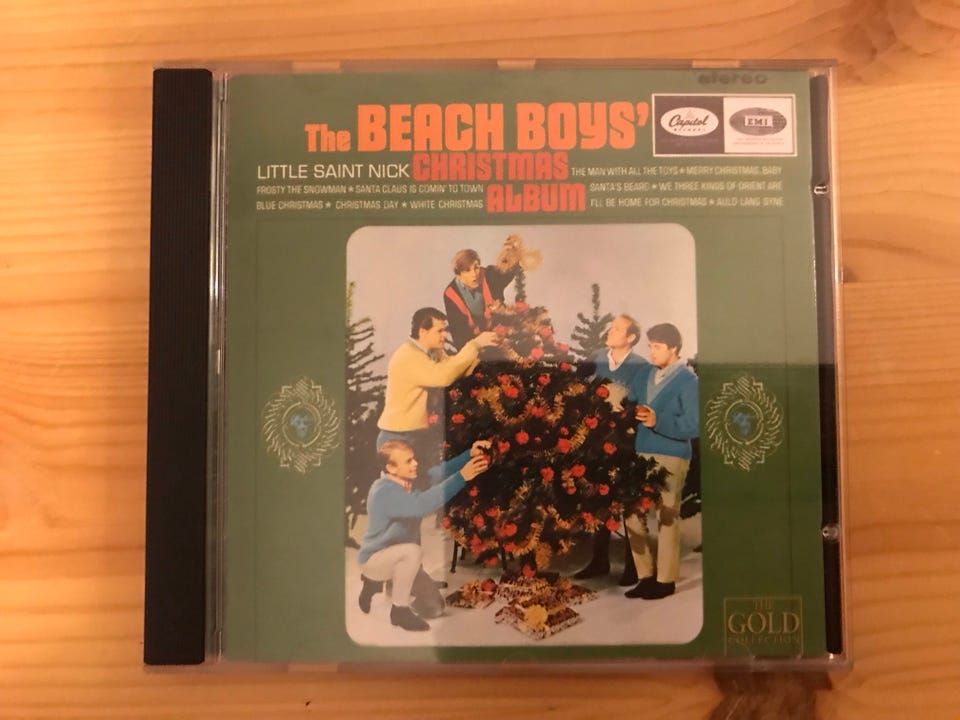 stereo
The BEACH BOYS'
Capitol
RECORDS
EMI
LITTLE SAINT NICK CHRISTMAS THE MAN WITH ALL THE TOYS ★ MERRY CHRISTMAS, BABY
FROSTY THE SNOWMAN ★ SANTA CLAUS IS COMIN' TO TOWN ALBUM SANTA'S BEARD ★ WE THREE KINGS OF ORIENT ARE
BLUE CHRISTMAS ★ CHRISTMAS DAY ★ WHITE CHRISTMAS I'LL BE HOME FOR CHRISTMAS ★ AULD LANG SYNE
THE
GOLD
COLLECTION